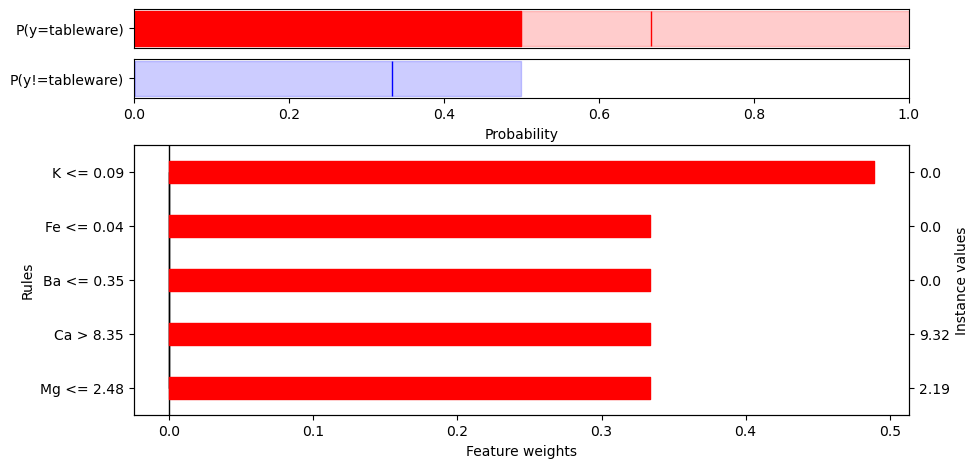 P(y=tableware)
P(y!=tableware)
0.0 0.2 0.4 0.6 0.8 1.0
Probability
Rules
K <= 0.09 0.0
Fe <= 0.04 0.0
Ba <= 0.35 0.0
Ca > 8.35 9.32
Mg <= 2.48 2.19
Instance values
0.0 0.1 0.2 0.3 0.4 0.5
Feature weights